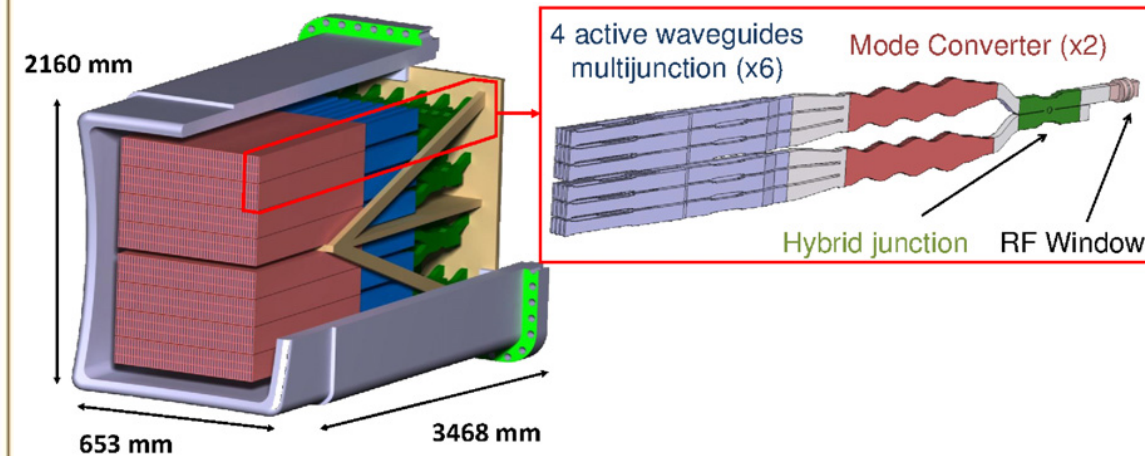 2160 mm
653 mm
3468 mm
4 active waveguides
multijunction (x6)
Mode Converter (x2)
Hybrid junction
RF Window